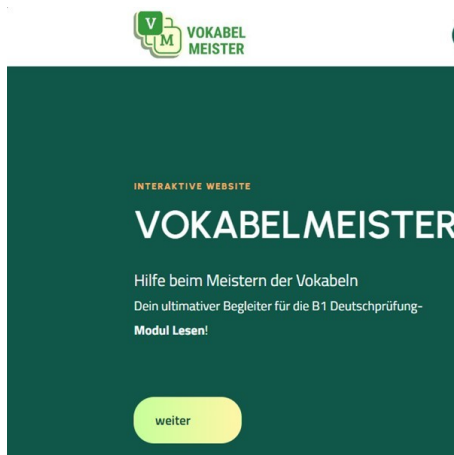 V
M
VOKABEL
MEISTER
INTERAKTIVE WEBSITE
VOKABELMEISTER
Hilfe beim Meistern der Vokabeln
Dein ultimativer Begleiter für die B1 Deutschprüfung-
Modul Lesen!
weiter